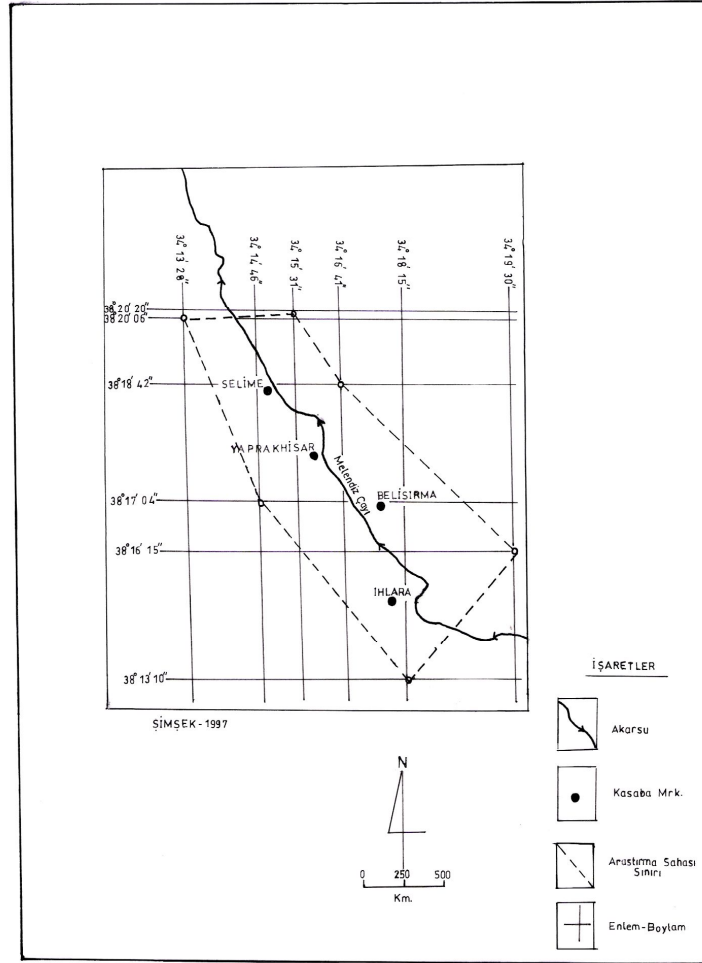 34° 13' 28"
34° 14' 46"
34° 15' 31"
34° 16' 41"
34° 18' 15"
34° 19' 30"
38° 20' 20"
38° 20' 06"
38° 18' 42"
SELİME
YAPRAKHİSAR
Melendiz Çayı
38° 17' 04"
BELİSIRMA
38° 16' 15"
İHLARA
38° 13' 10"
ŞİMŞEK - 1997
İŞARETLER
Akarsu
N
Kasaba Mrk.
0 250 500
Km.
Araştırma Sahası
Sınırı
Enlem-Boylam